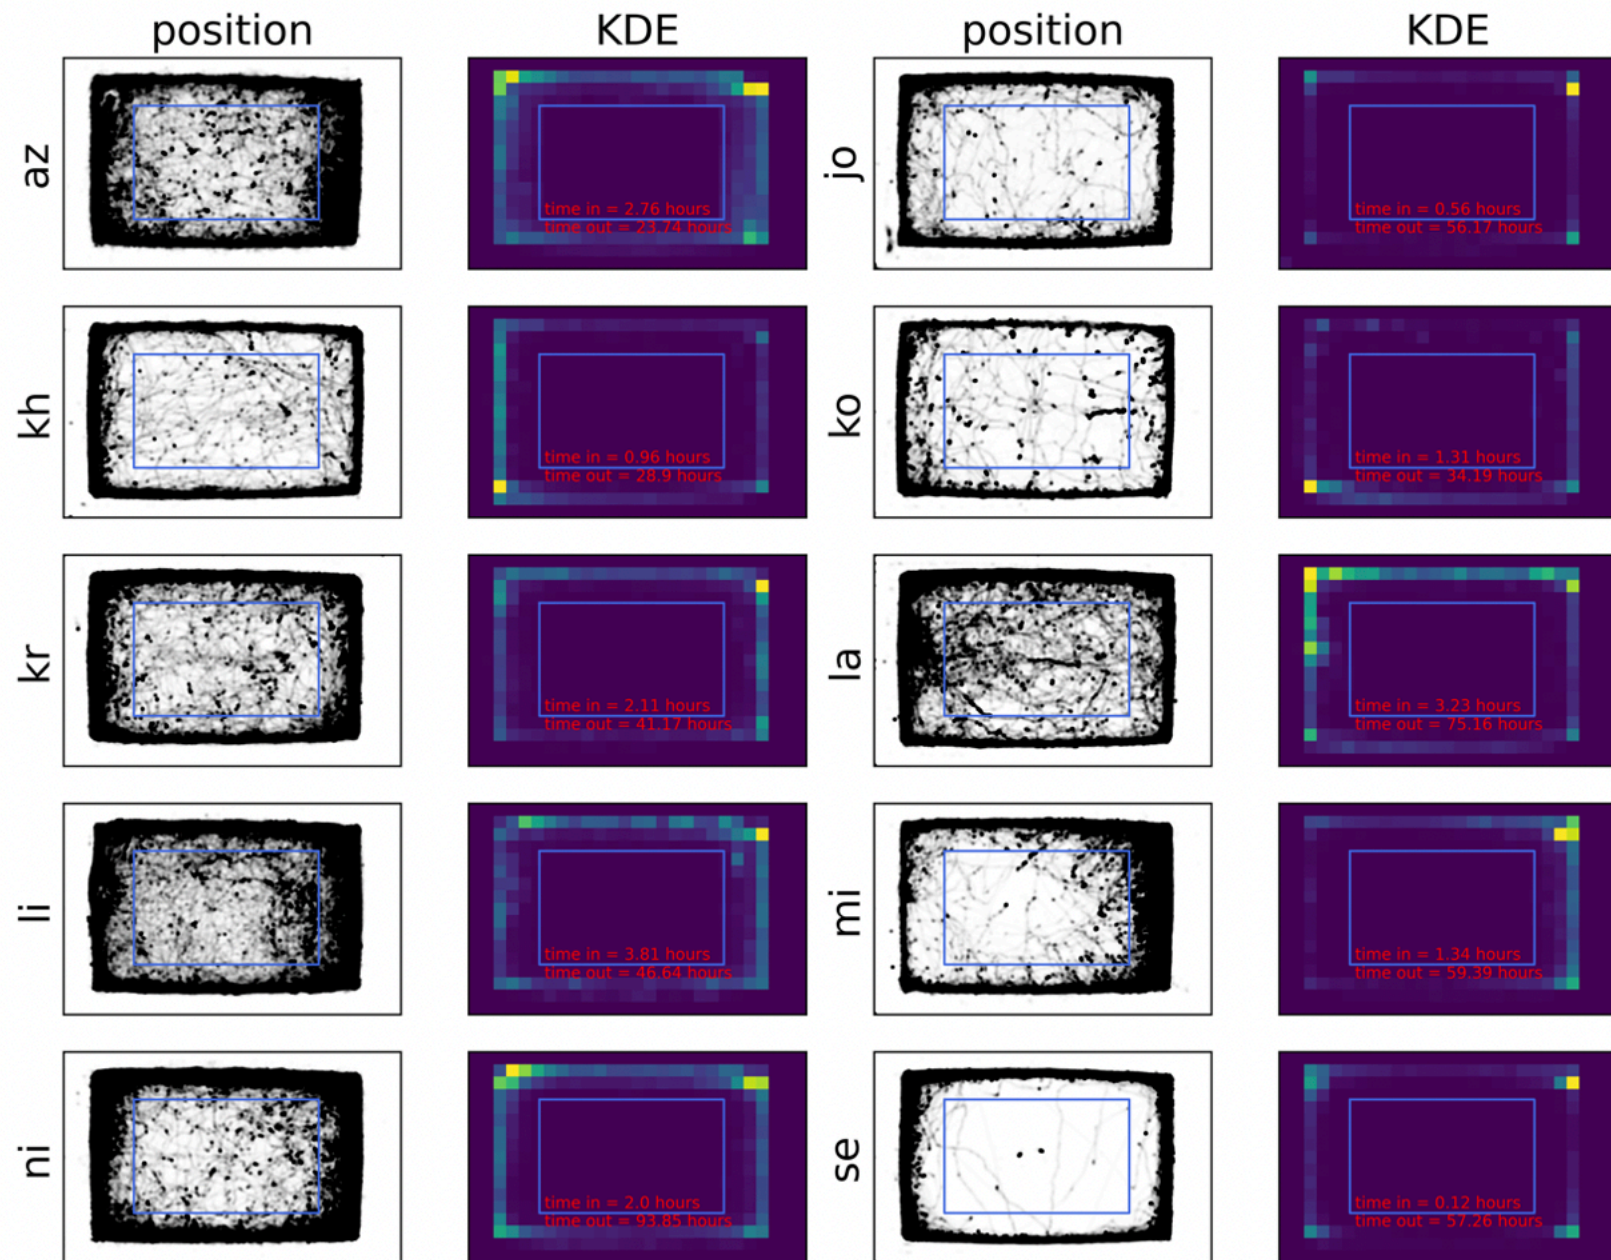 position KDE position KDE
az
time in = 2.76 hours
time out = 23.74 hours
jo
time in = 0.56 hours
time out = 56.17 hours
kh
time in = 0.96 hours
time out = 28.9 hours
ko
time in = 1.31 hours
time out = 34.19 hours
kr
time in = 2.11 hours
time out = 41.17 hours
la
time in = 3.23 hours
time out = 75.16 hours
li
time in = 3.81 hours
time out = 46.64 hours
mi
time in = 1.34 hours
time out = 59.39 hours
ni
time in = 2.0 hours
time out = 93.85 hours
se
time in = 0.12 hours
time out = 57.26 hours